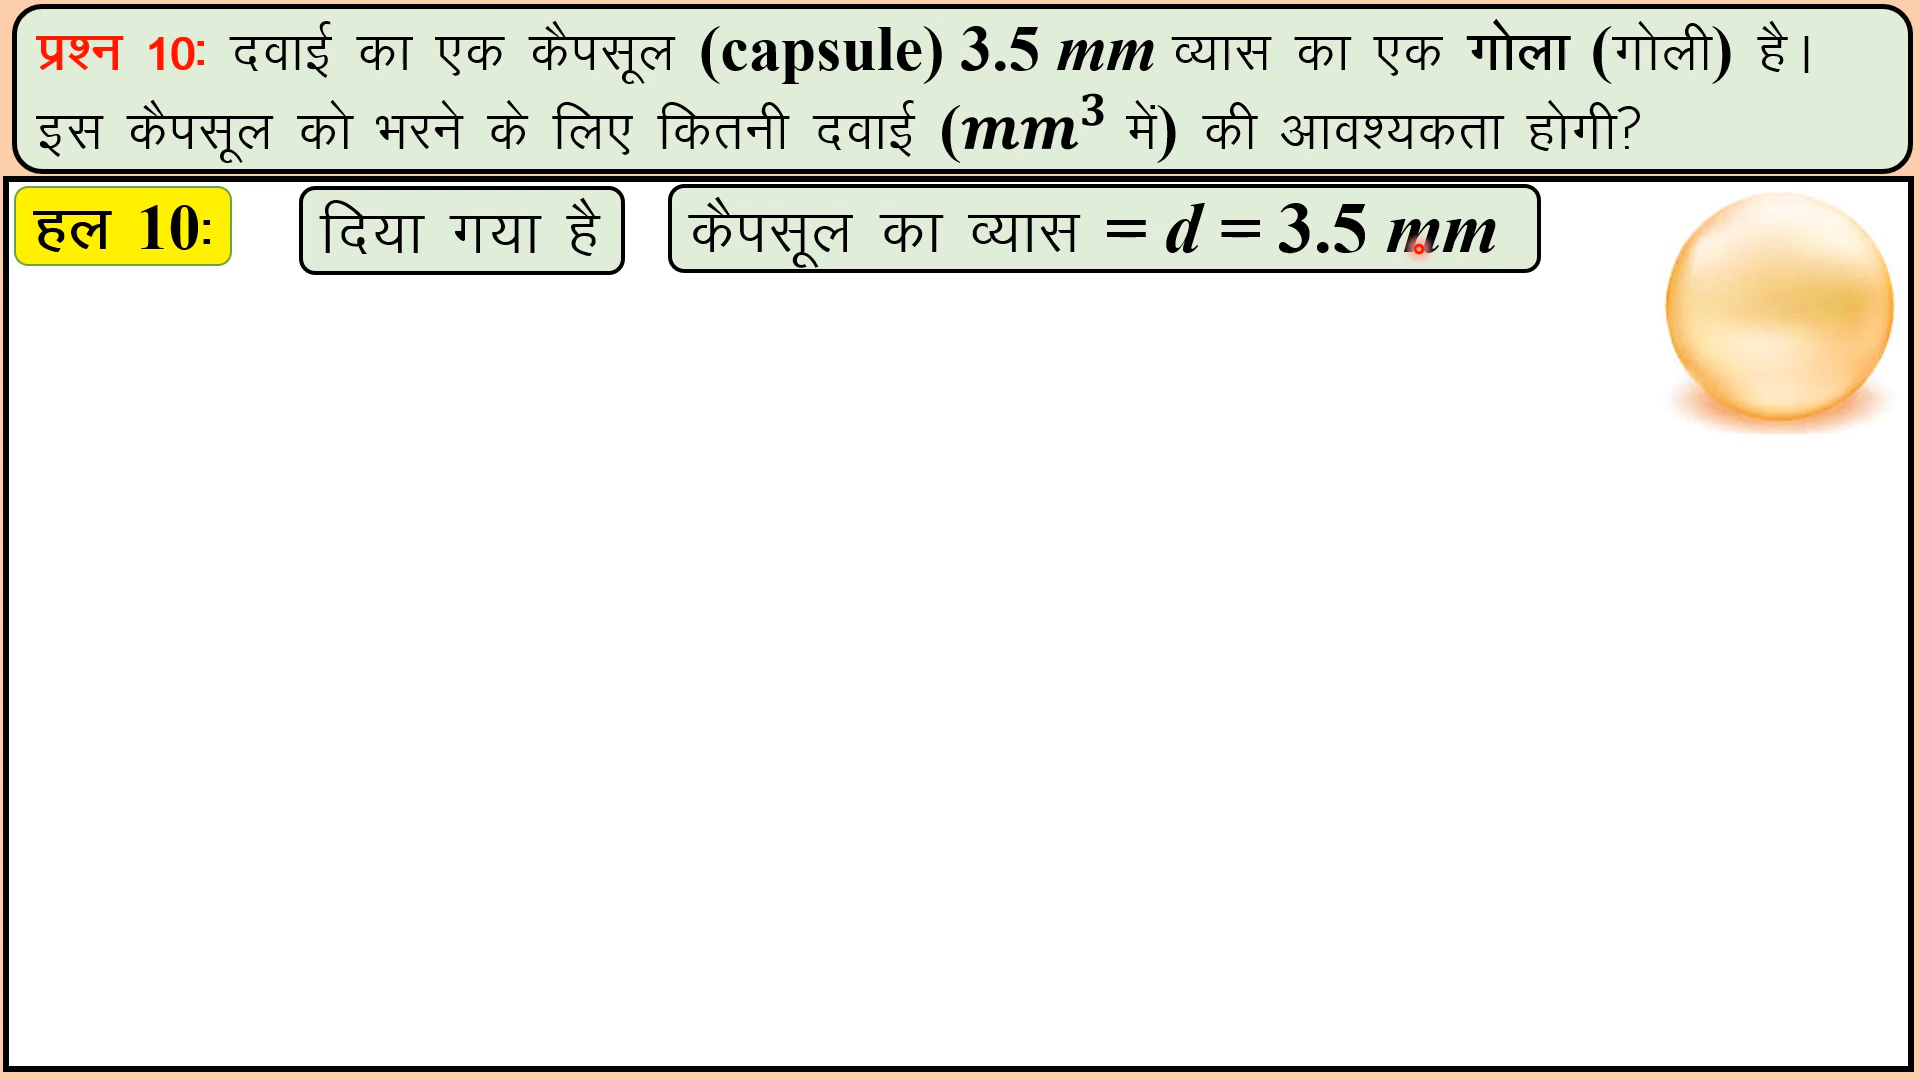 प्रश्न 10: दवाई का एक कैपसूल (capsule) 3.5 mm व्यास का एक गोला (गोली) है।
इस कैपसूल को भरने के लिए कितनी दवाई (mm³ में) की आवश्यकता होगी?
हल 10: दिया गया है कैपसूल का व्यास = d = 3.5 mm